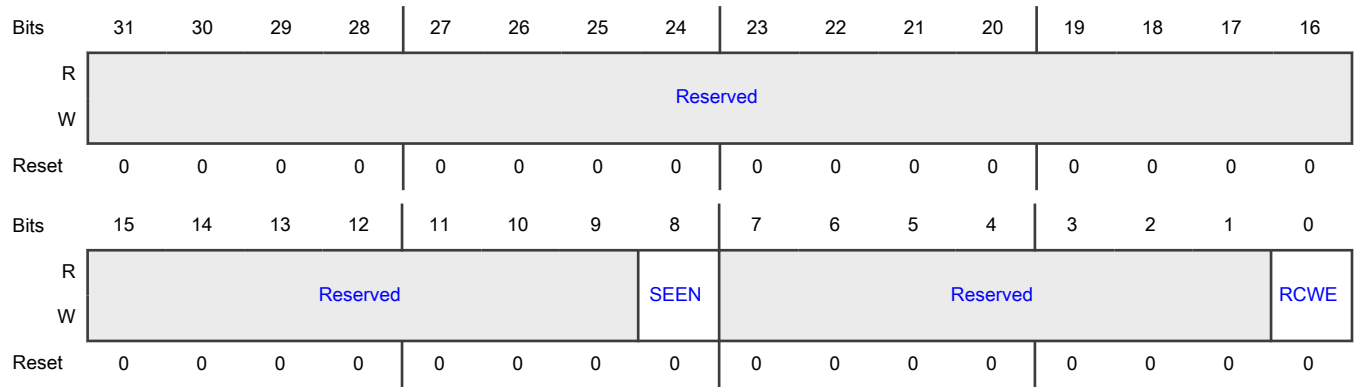 Bits 31 30 29 28 27 26 25 24 23 22 21 20 19 18 17 16
R
Reserved
W
Reset 0 0 0 0 0 0 0 0 0 0 0 0 0 0 0 0
Bits 15 14 13 12 11 10 9 8 7 6 5 4 3 2 1 0
R
Reserved SEEN Reserved RCWE
W
Reset 0 0 0 0 0 0 0 0 0 0 0 0 0 0 0 0